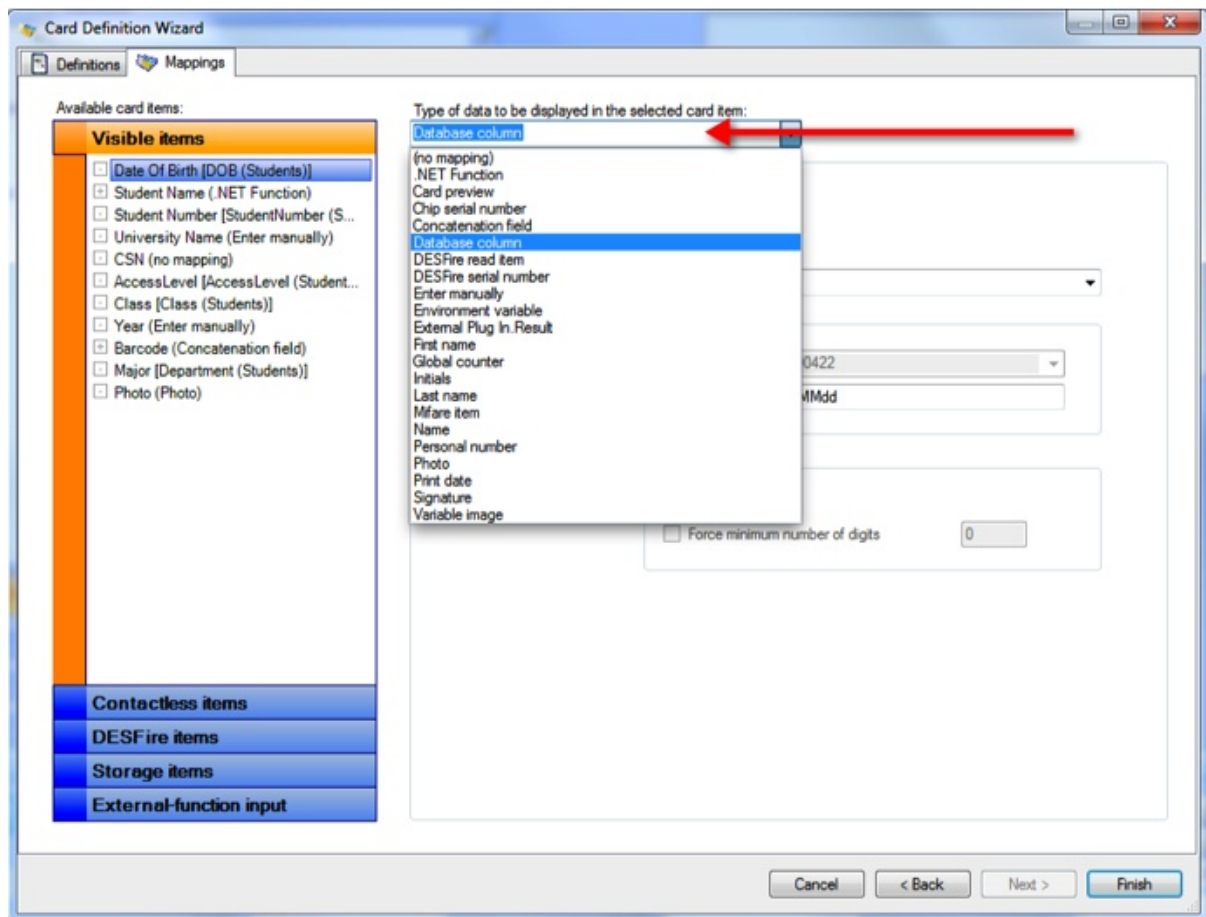 Card Definition Wizard
Definitions
Mappings
Available card items:
Visible items
Date Of Birth [DOB (Students)]
Student Name (.NET Function)
Student Number [StudentNumber (S...
University Name (Enter manually)
CSN (no mapping)
AccessLevel [AccessLevel (Student...
Class [Class (Students)]
Year (Enter manually)
Barcode (Concatenation field)
Major [Department (Students)]
Photo (Photo)
Contactless items
DESFire items
Storage items
External-function input
Type of data to be displayed in the selected card item:
Database column
(no mapping)
.NET Function
Card preview
Chip serial number
Concatenation field
Database column
DESFire read item
DESFire serial number
Enter manually
Environment variable
External Plug In.Result
First name
Global counter
Initials
Last name
Mifare item
Name
Personal number
Photo
Print date
Signature
Variable image
0422
MMdd
Force minimum number of digits
0
Cancel
< Back
Next >
Finish